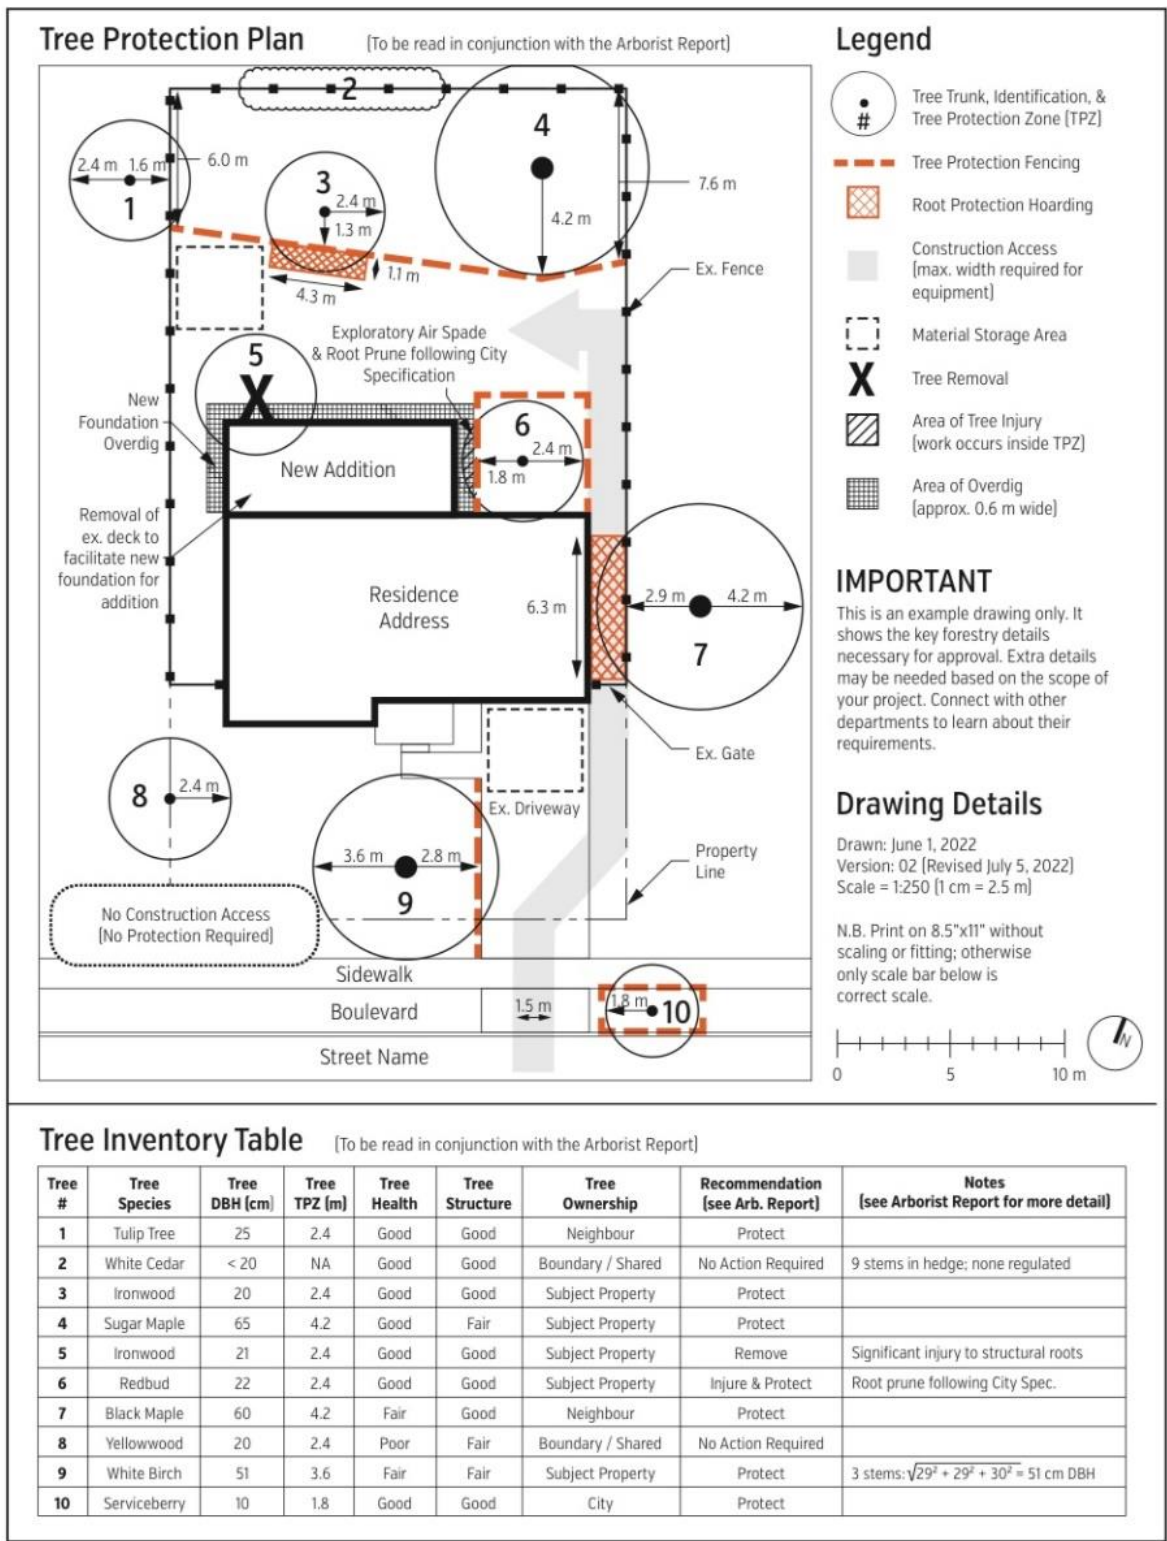 Tree Protection Plan
(To be read in conjunction with the Arborist Report)
2
4
6.0 m
2.4 m 1.6 m
1
3
2.4 m
1.3 m
7.6 m
4.2 m
1.1 m
4.3 m
Ex. Fence
5
X
Exploratory Air Spade
& Root Prune following City
Specification
New
Foundation
Overdig
6
2.4 m
1.8 m
New Addition
Removal of
ex. deck to
facilitate new
foundation for
addition
Residence
Address
6.3 m
2.9 m
4.2 m
7
Ex. Gate
8
2.4 m
Ex. Driveway
3.6 m
2.8 m
9
Property
Line
No Construction Access
(No Protection Required)
Sidewalk
Boulevard
1.5 m
1.8 m
10
Street Name
Legend
#
Tree Trunk, Identification, &
Tree Protection Zone (TPZ)
Tree Protection Fencing
Root Protection Hoarding
Construction Access
(max. width required for
equipment)
Material Storage Area
X
Tree Removal
Area of Tree Injury
(work occurs inside TPZ)
Area of Overdig
(approx. 0.6 m wide)
IMPORTANT
This is an example drawing only. It
shows the key forestry details
necessary for approval. Extra details
may be needed based on the scope of
your project. Connect with other
departments to learn about their
requirements.
Drawing Details
Drawn: June 1, 2022
Version: 02 (Revised July 5, 2022)
Scale = 1:250 (1 cm = 2.5 m)
N.B. Print on 8.5"x11" without
scaling or fitting; otherwise
only scale bar below is
correct scale.
0 5 10 m
N
Tree Inventory Table
(To be read in conjunction with the Arborist Report)
Tree # Tree Species Tree DBH (cm) Tree TPZ (m) Tree Health Tree Structure Tree Ownership Recommendation (see Arb. Report) Notes (see Arborist Report for more detail)
1 Tulip Tree 25 2.4 Good Good Neighbour Protect
2 White Cedar < 20 NA Good Good Boundary / Shared No Action Required 9 stems in hedge; none regulated
3 Ironwood 20 2.4 Good Good Subject Property Protect
4 Sugar Maple 65 4.2 Good Fair Subject Property Protect
5 Ironwood 21 2.4 Good Good Subject Property Remove Significant injury to structural roots
6 Redbud 22 2.4 Good Good Subject Property Injure & Protect Root prune following City Spec.
7 Black Maple 60 4.2 Fair Good Neighbour Protect
8 Yellowwood 20 2.4 Poor Fair Boundary / Shared No Action Required
9 White Birch 51 3.6 Fair Fair Subject Property Protect 3 stems: √29² + 29² + 30² = 51 cm DBH
10 Serviceberry 10 1.8 Good Good City Protect